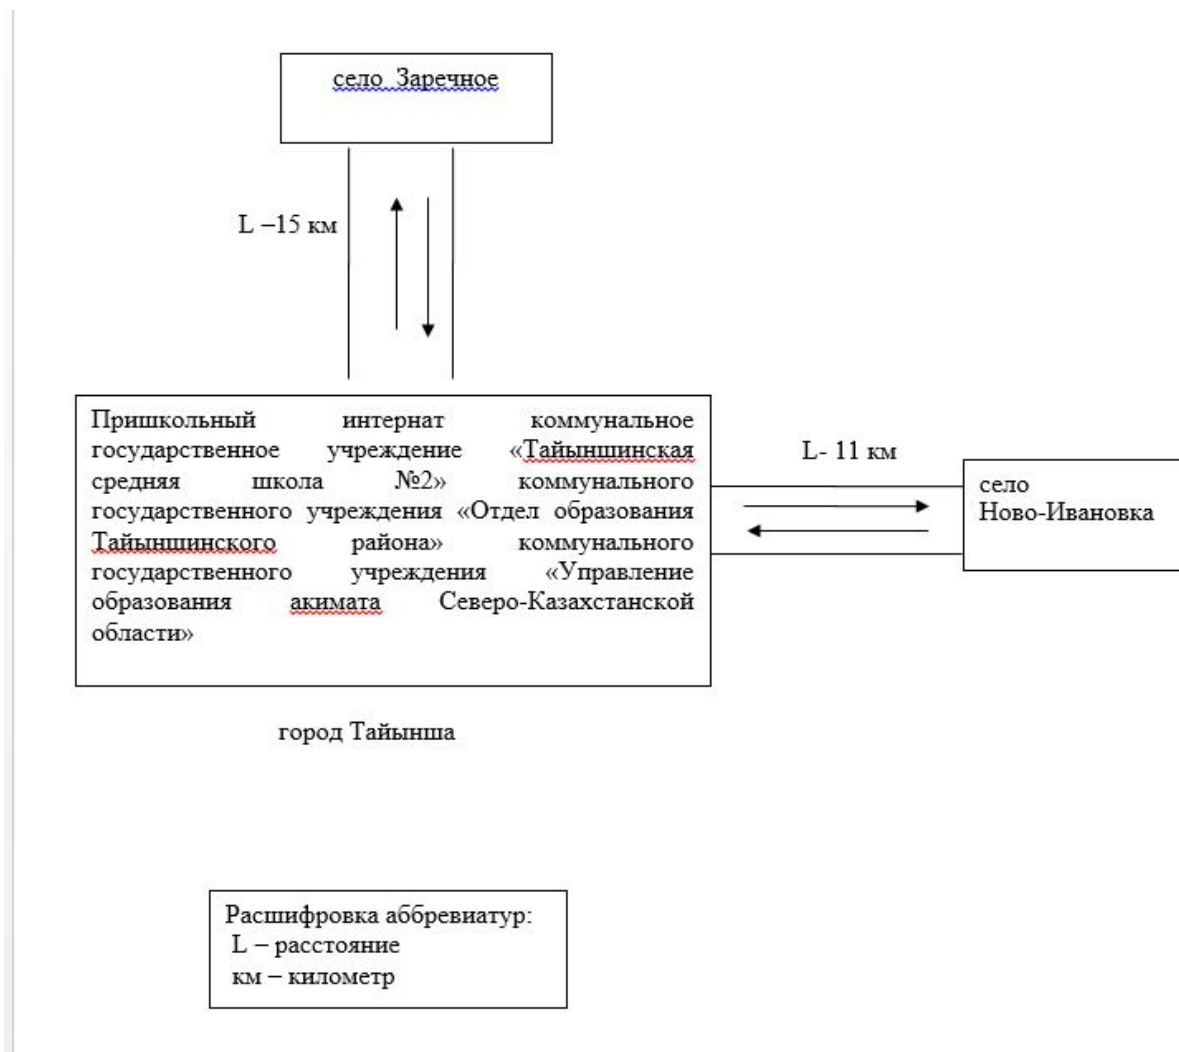 село Заречное
L –15 км
Пришкольный интернат коммунальное
государственное учреждение «Тайыншинская
средняя школа №2» коммунального
государственного учреждения «Отдел образования
Тайыншинского района» коммунального
государственного учреждения «Управление
образования акимата Северо-Казахстанской
области»
L- 11 км
село
Ново-Ивановка
город Тайынша
Расшифровка аббревиатур:
L – расстояние
км – километр